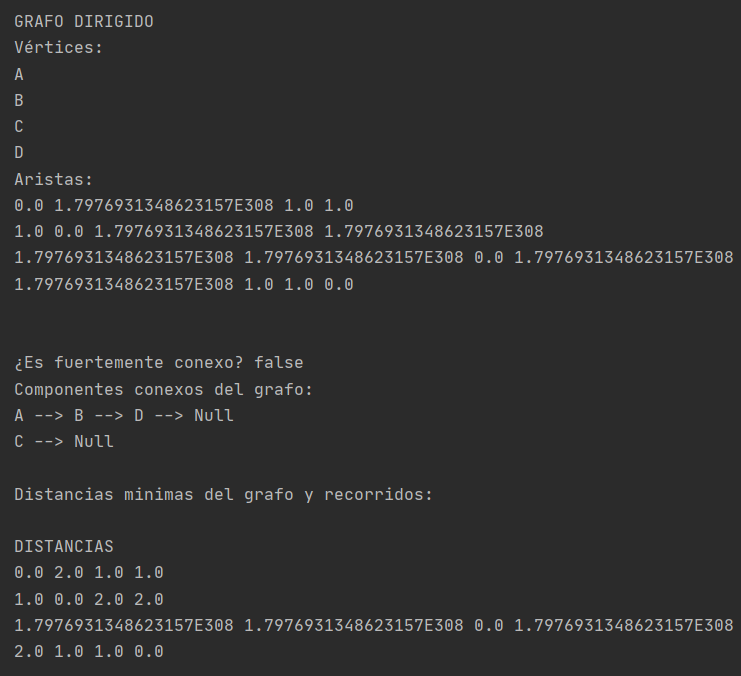 GRAFO DIRIGIDO
Vértices:
A
B
C
D
Aristas:
0.0 1.7976931348623157E308 1.0 1.0
1.0 0.0 1.7976931348623157E308 1.7976931348623157E308
1.7976931348623157E308 1.7976931348623157E308 0.0 1.7976931348623157E308
1.7976931348623157E308 1.0 1.0 0.0
¿Es fuertemente conexo? false
Componentes conexos del grafo:
A --> B --> D --> Null
C --> Null
Distancias minimas del grafo y recorridos:
DISTANCIAS
0.0 2.0 1.0 1.0
1.0 0.0 2.0 2.0
1.7976931348623157E308 1.7976931348623157E308 0.0 1.7976931348623157E308
2.0 1.0 1.0 0.0